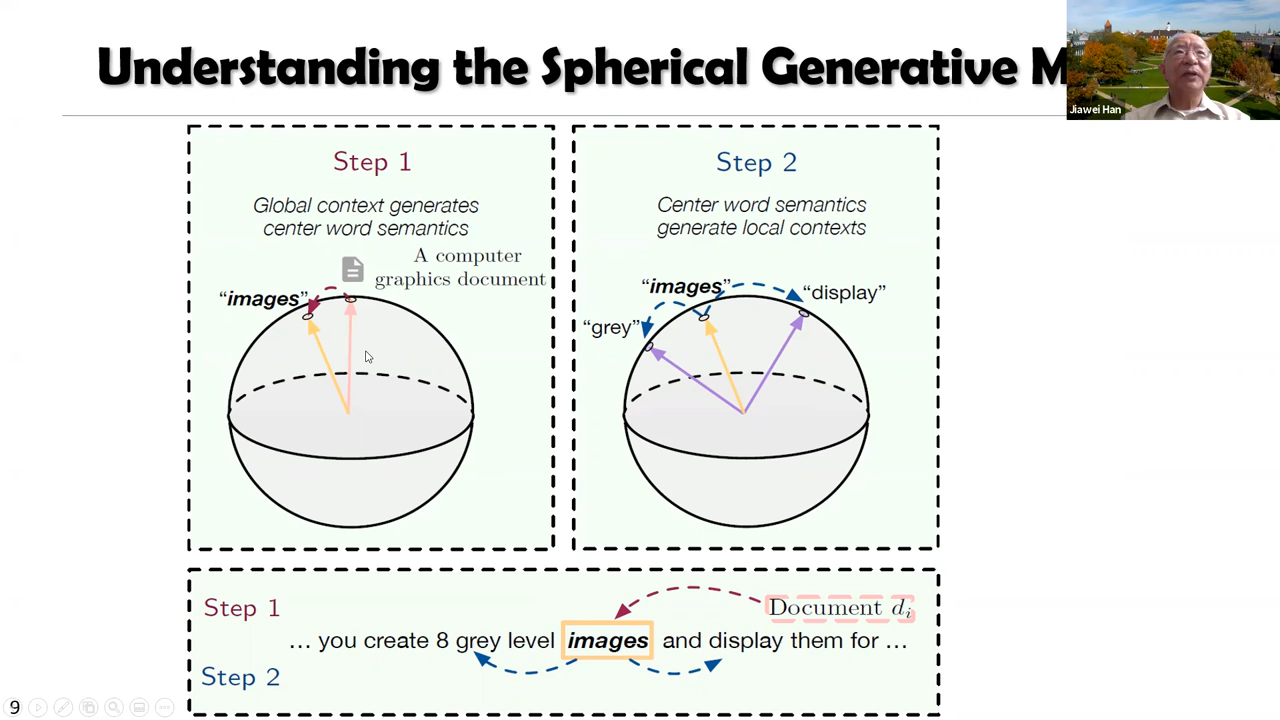 Understanding the Spherical Generative M
Jiawei Han
Step 1
Global context generates
center word semantics
A computer
graphics document
“images”
Step 2
Center word semantics
generate local contexts
“images”
“display”
“grey”
Step 1
Document di
... you create 8 grey level images and display them for ...
Step 2
9